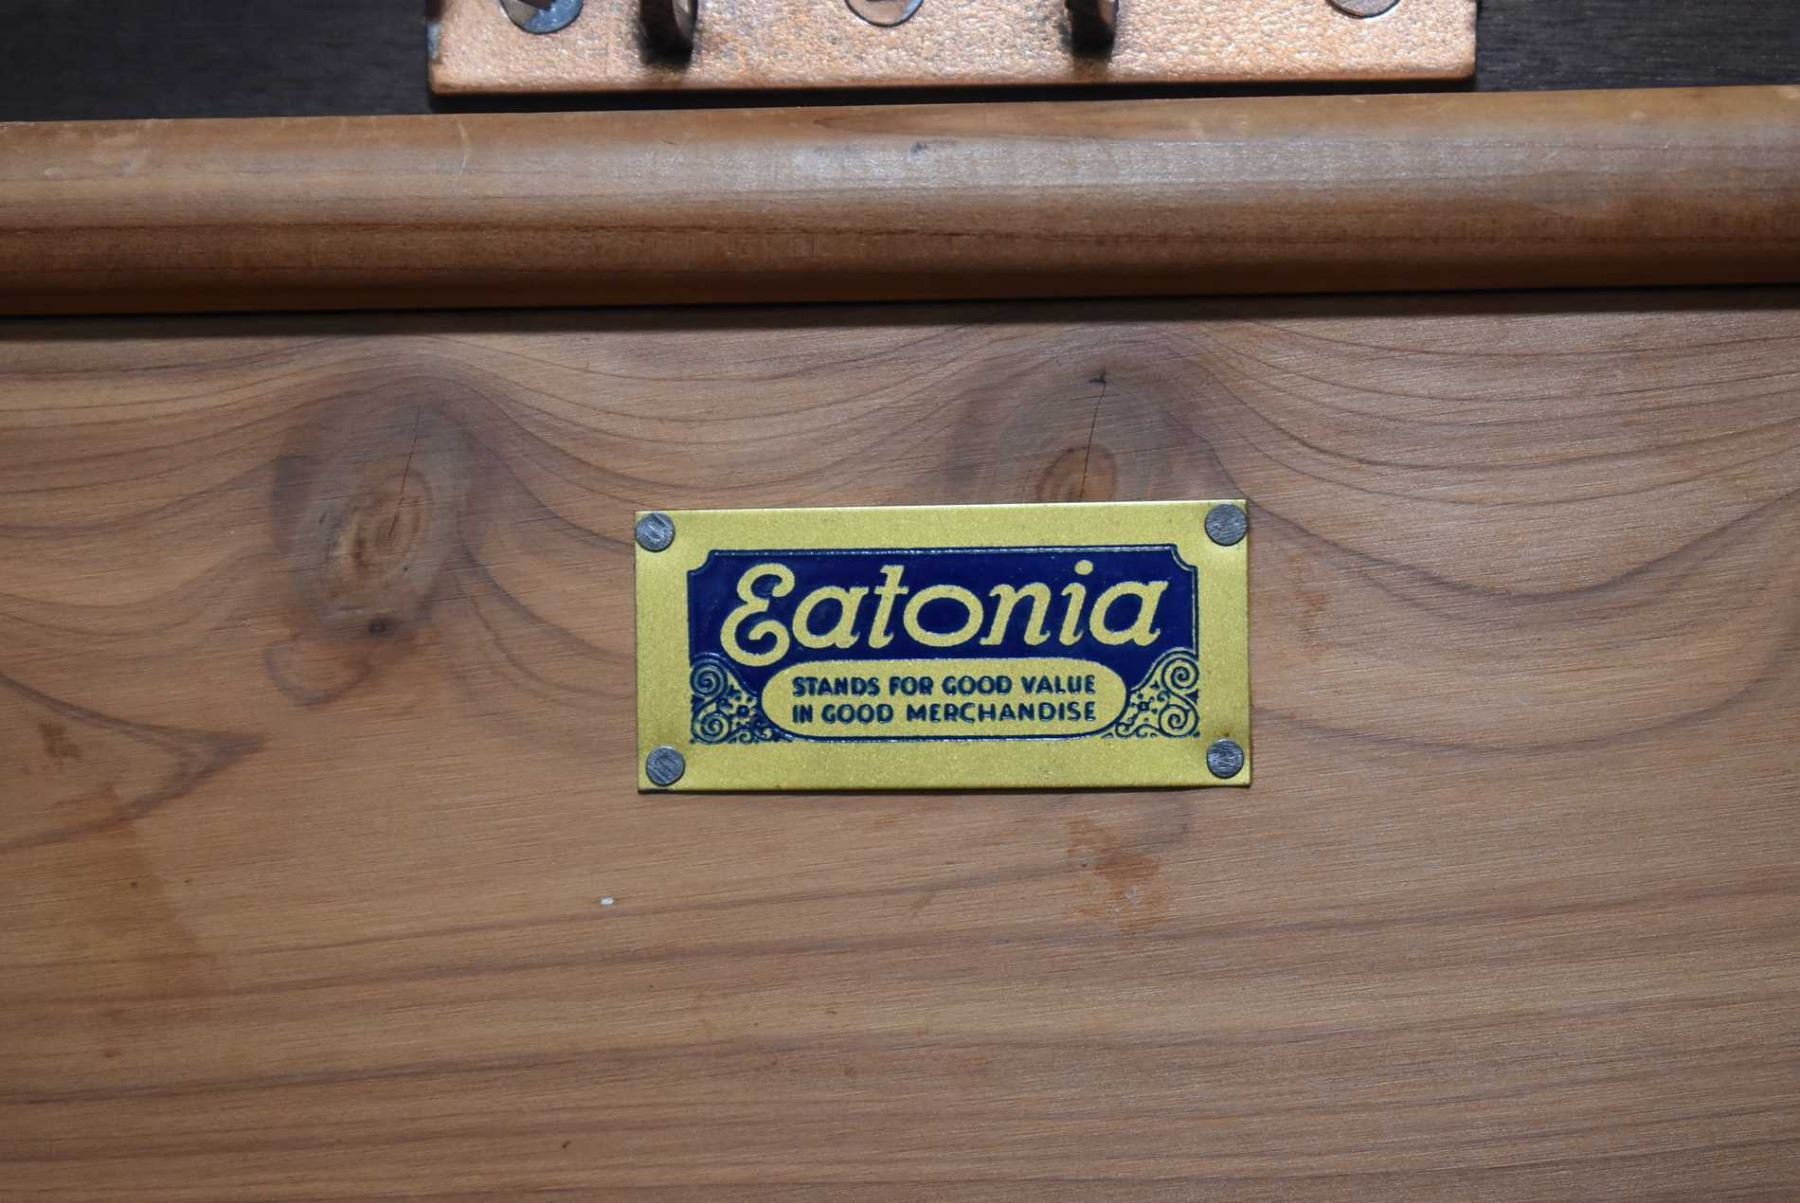 Eatonia
STANDS FOR GOOD VALUE
IN GOOD MERCHANDISE